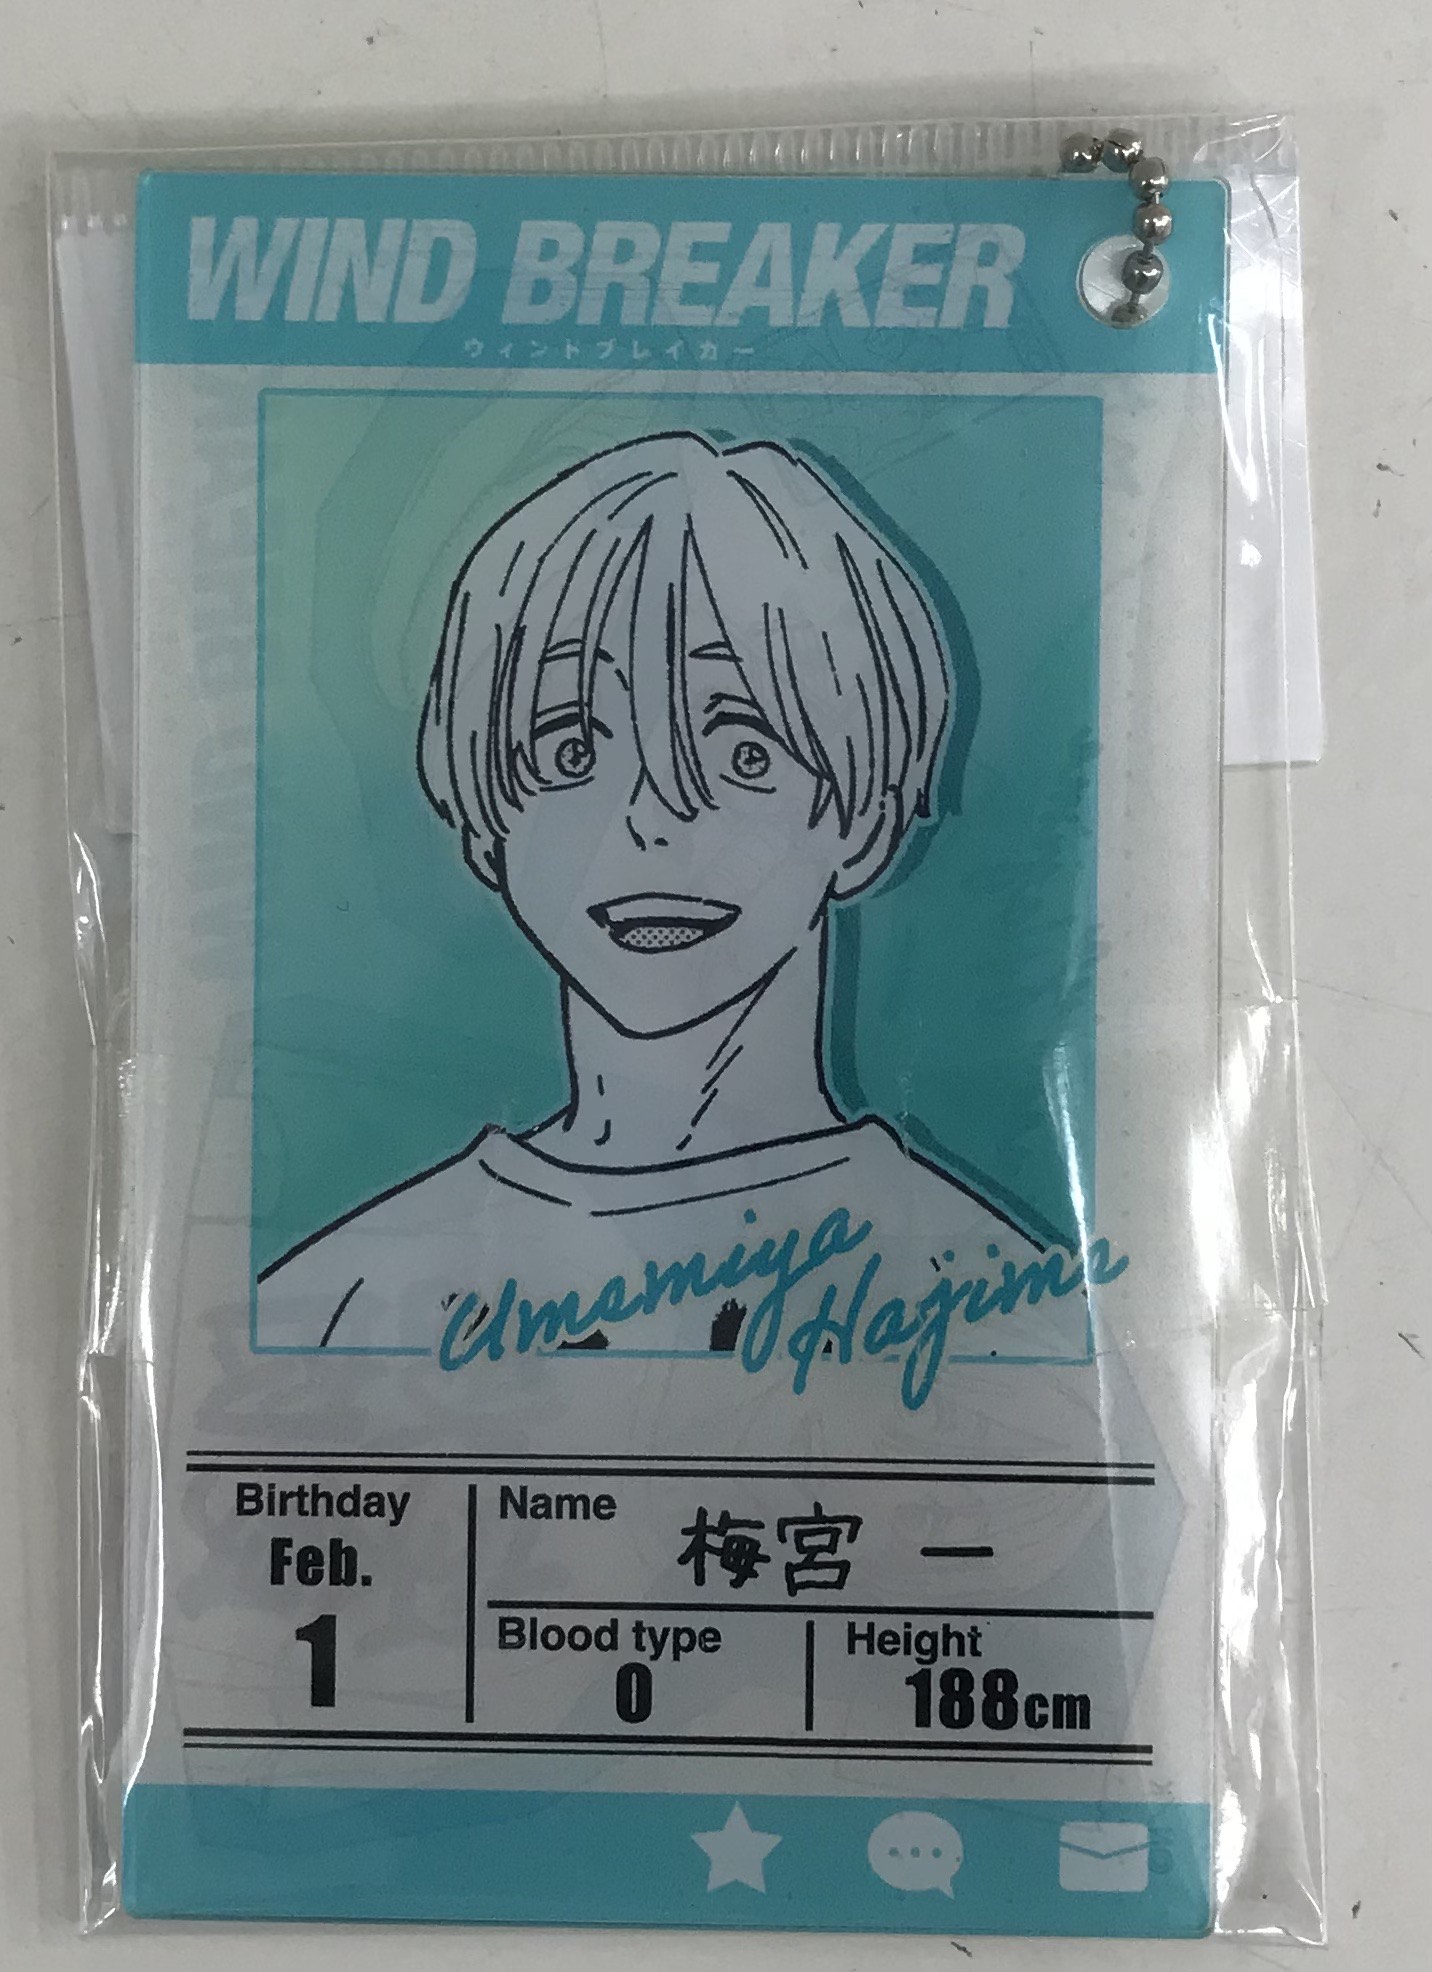 WIND BREAKER
ウィンドブレイカー
Umemiya
Hajime
Birthday
Feb.
1
Name
梅宮 一
Blood type
O
Height
188cm